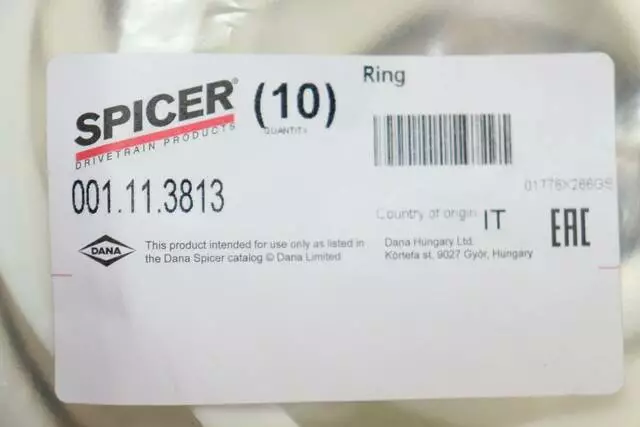 SPICER®
DRIVETRAIN PRODUCTS
(10)
QUANTITY
Ring
001.11.3813
Country of origin IT
EAC
DANA
This product intended for use only as listed in
the Dana Spicer catalog © Dana Limited
Dana Hungary Ltd.
Körtefa st. 9027 Győr, Hungary